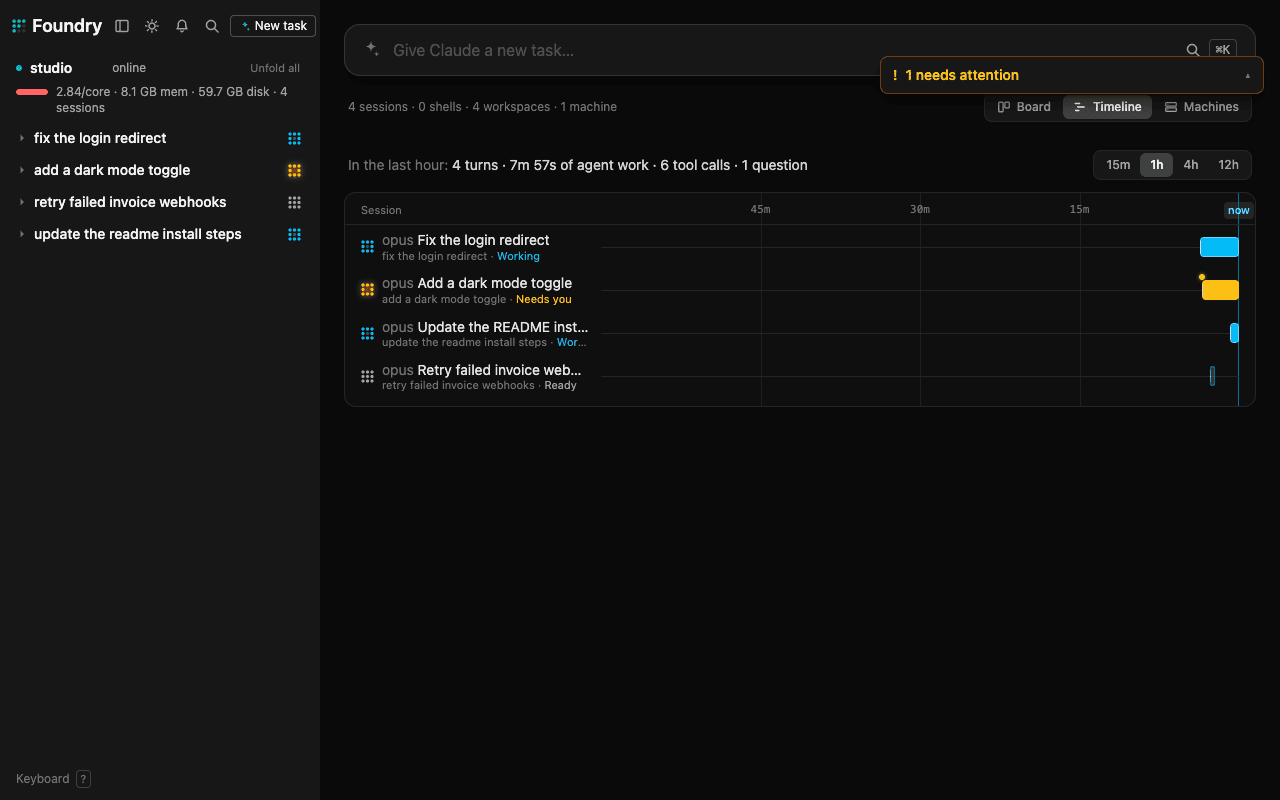 Foundry
New task
studio online Unfold all
2.84/core · 8.1 GB mem · 59.7 GB disk · 4
sessions
fix the login redirect
add a dark mode toggle
retry failed invoice webhooks
update the readme install steps
Keyboard ?
Give Claude a new task...
⌘K
! 1 needs attention
4 sessions · 0 shells · 4 workspaces · 1 machine
Board Timeline Machines
In the last hour: 4 turns · 7m 57s of agent work · 6 tool calls · 1 question
15m 1h 4h 12h
Session 45m 30m 15m now
opus Fix the login redirect
fix the login redirect · Working
opus Add a dark mode toggle
add a dark mode toggle · Needs you
opus Update the README inst...
update the readme install steps · Wor...
opus Retry failed invoice web...
retry failed invoice webhooks · Ready